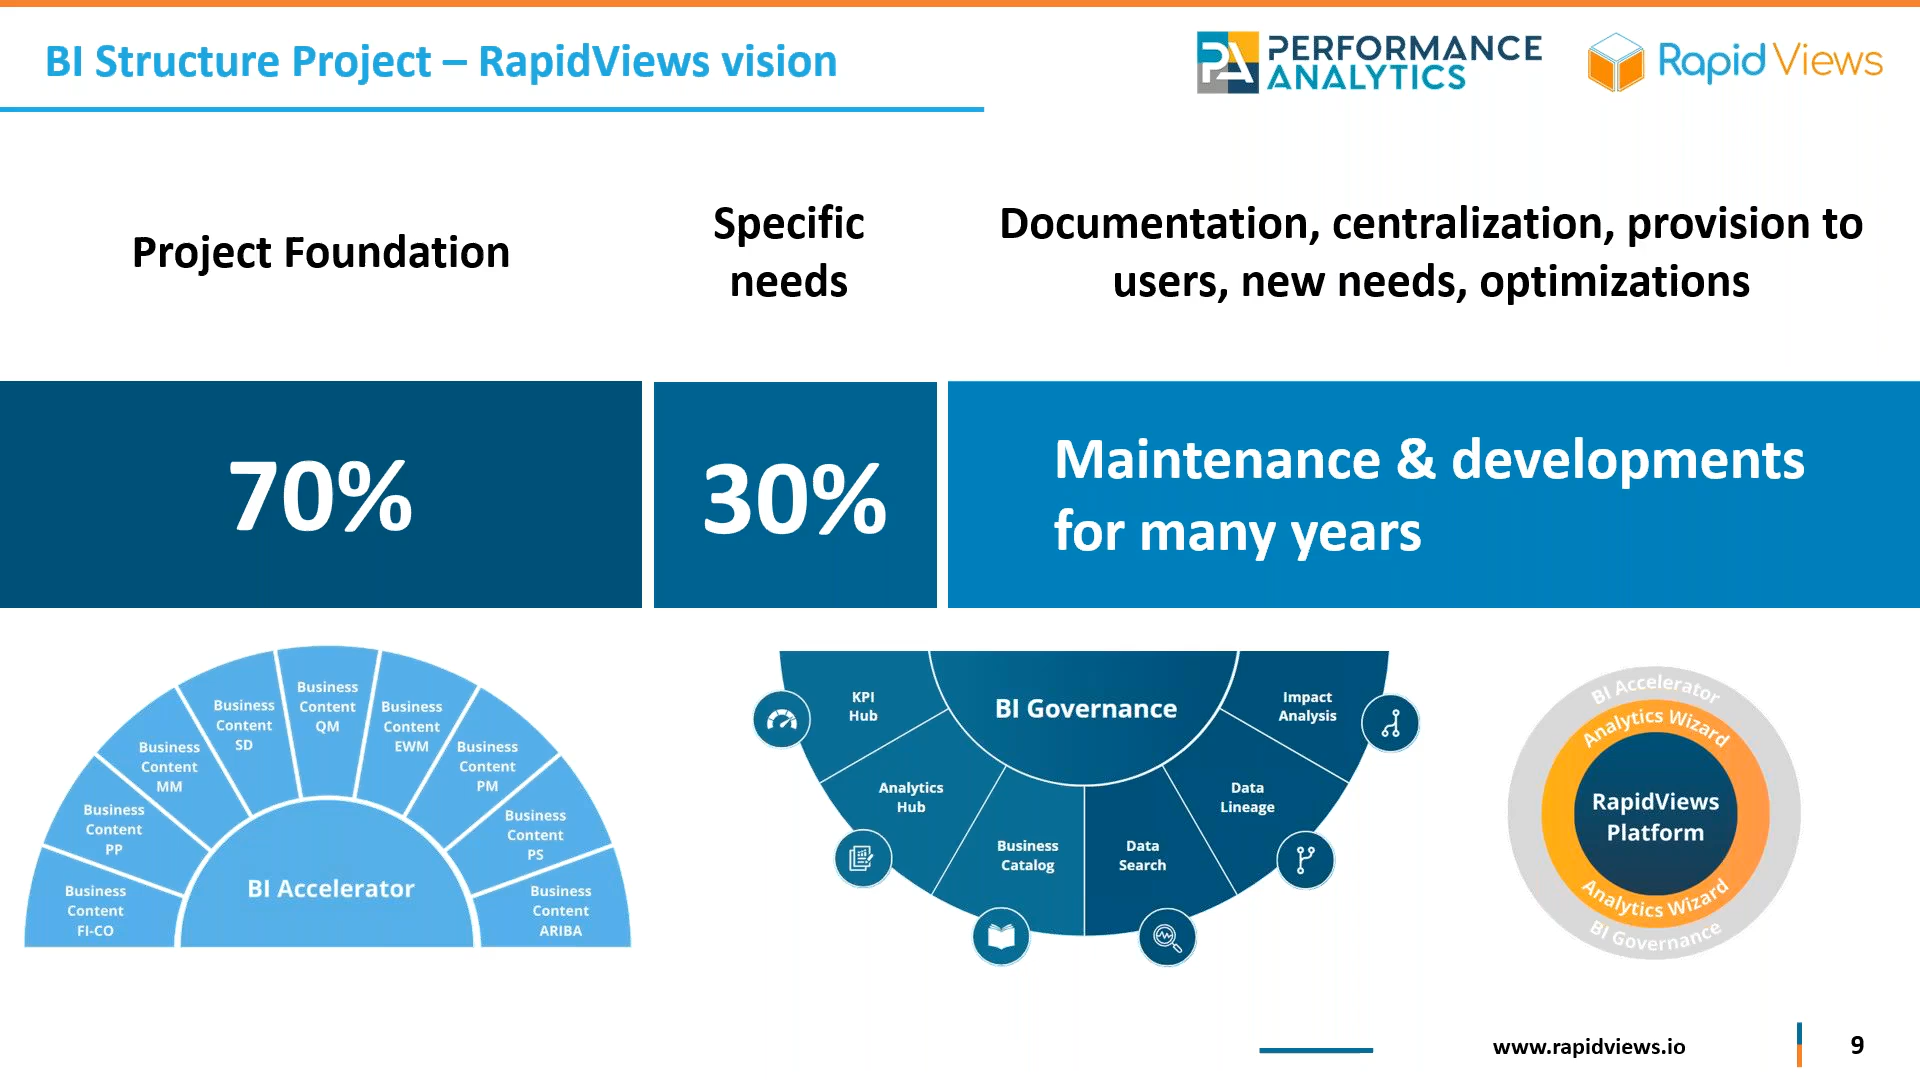 BI Structure Project – RapidViews vision
PA PERFORMANCE
ANALYTICS
Rapid Views
Project Foundation
Specific
needs
Documentation, centralization, provision to
users, new needs, optimizations
70%
30%
Maintenance & developments
for many years
Business
Content
FI-CO
Business
Content
PP
Business
Content
MM
Business
Content
SD
Business
Content
QM
Business
Content
EWM
Business
Content
PM
Business
Content
PS
Business
Content
ARIBA
BI Accelerator
BI Governance
KPI
Hub
Analytics
Hub
Business
Catalog
Data
Search
Data
Lineage
Impact
Analysis
BI Accelerator
Analytics Wizard
RapidViews
Platform
Analytics Wizard
BI Governance
www.rapidviews.io
9